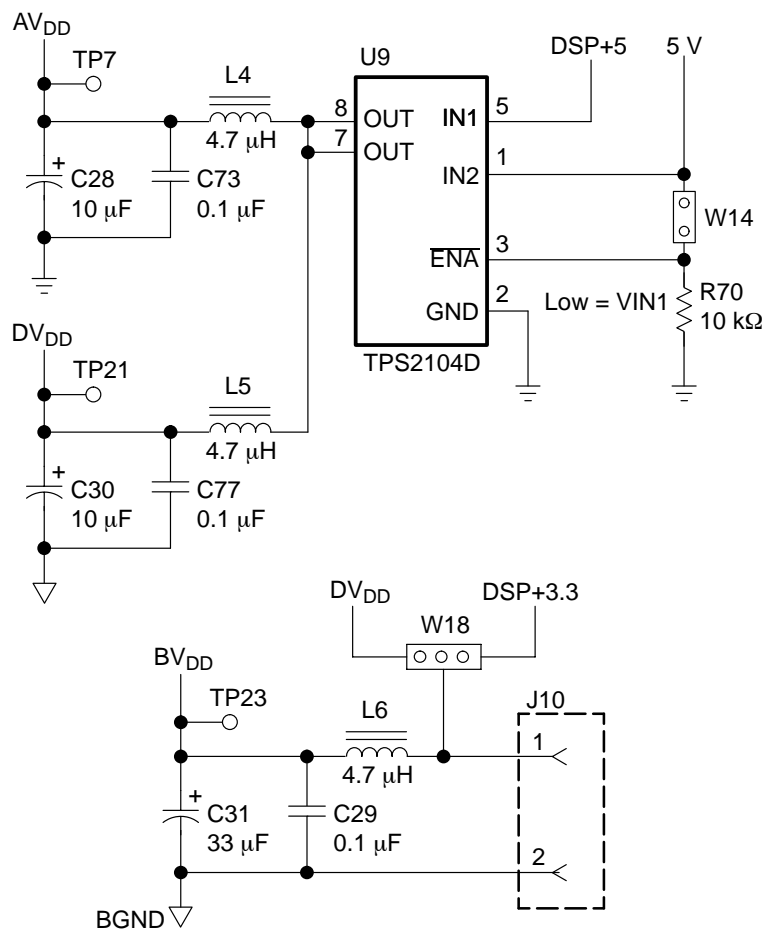 AVDD
TP7
L4
4.7 μH
C28
10 μF
C73
0.1 μF
U9
8
OUT
7
OUT
IN1
5
IN2
1
ENA
3
GND
2
TPS2104D
DSP+5
5 V
W14
Low = VIN1
R70
10 kΩ
DVDD
TP21
L5
4.7 μH
C30
10 μF
C77
0.1 μF
DVDD
W18
DSP+3.3
BVDD
TP23
L6
4.7 μH
J10
1
C31
33 μF
C29
0.1 μF
2
BGND